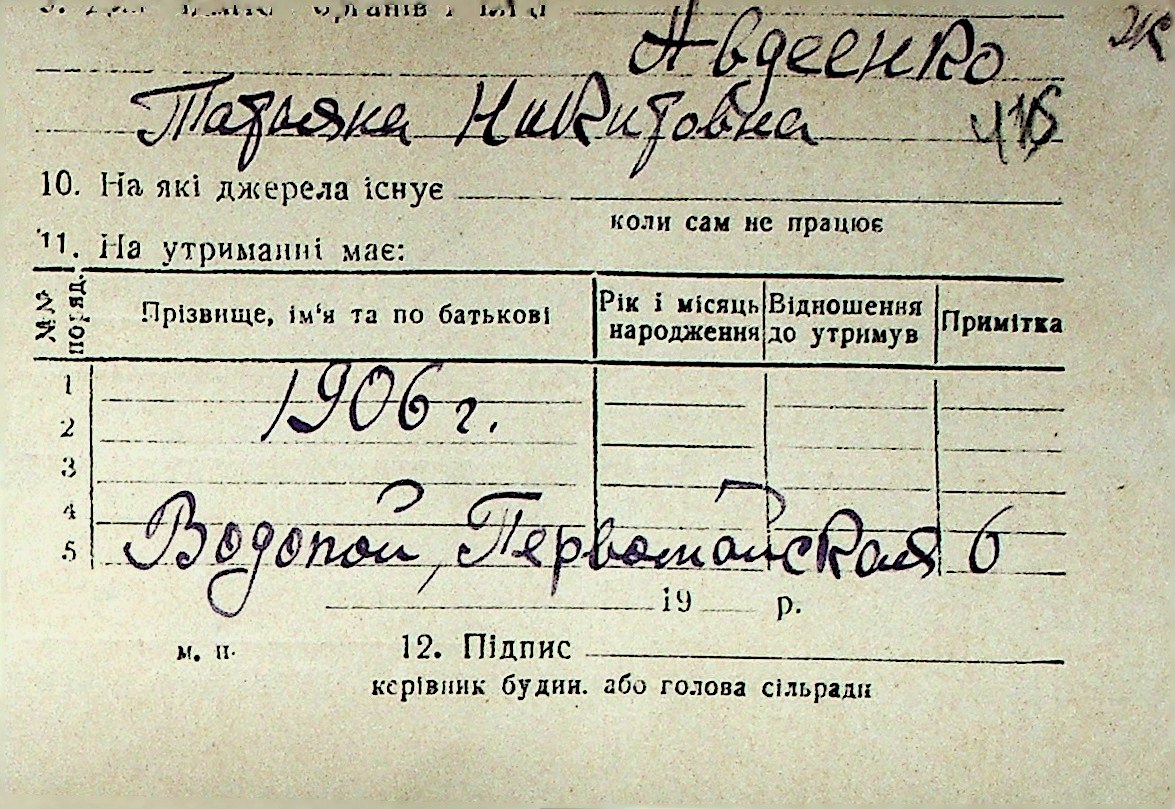 Авдеенко Ж
Татьяна Никитовна
10. На які джерела існує
коли сам не працює
11. На утриманні має:
№№ поряд. Прізвище, ім'я та по батькові Рік і місяць народження Відношення до утримув Примітка
1
1906 г.
2
3
4
5 Водопой, Первомайская 6
19 р.
м. п. 12. Підпис
керівник будин. або голова сільради